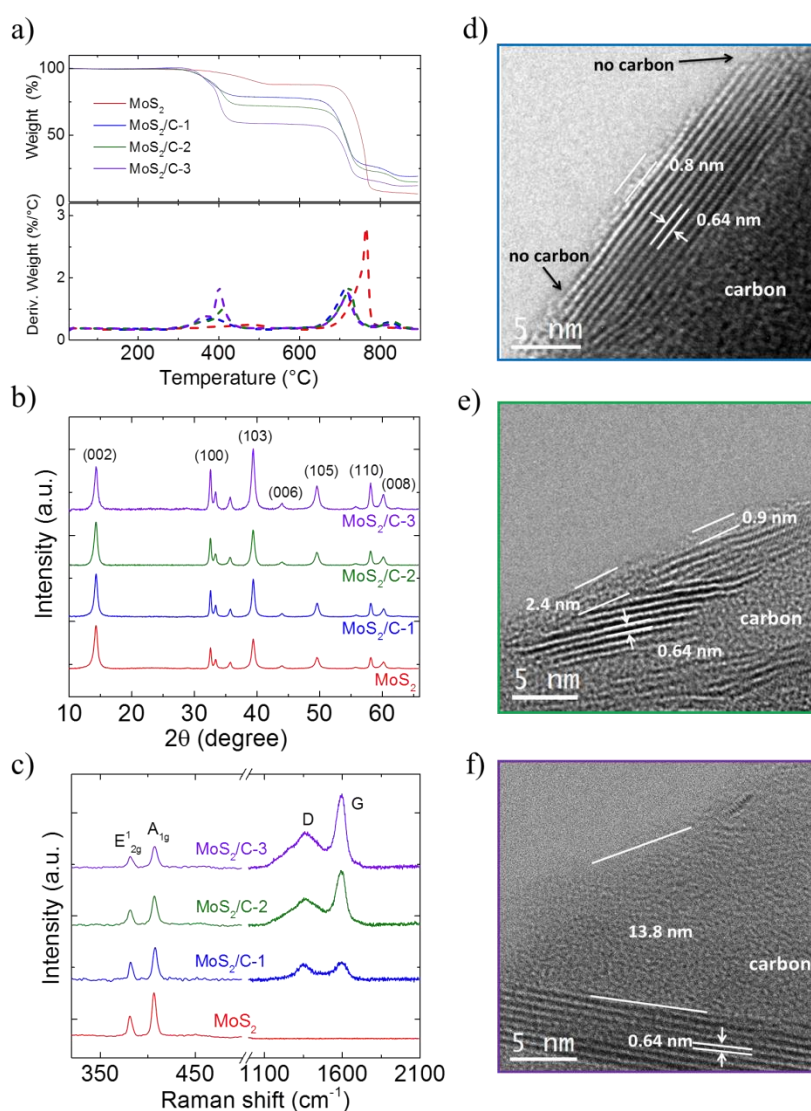 a)
Weight (%)
100
75
50
0
MoS2
MoS2/C-1
MoS2/C-2
MoS2/C-3
Deriv. Weight (%/°C)
3
2
0
200 400 600 800
Temperature (°C)
b)
Intensity (a.u.)
(002) (100) (103) (006) (105) (110) (008)
MoS2/C-3
MoS2/C-2
MoS2/C-1
MoS2
10 20 30 40 50 60
2θ (degree)
c)
Intensity (a.u.)
E¹2g A1g D G
MoS2/C-3
MoS2/C-2
MoS2/C-1
MoS2
350 450 1100 1600 2100
Raman shift (cm⁻¹)
d)
no carbon
0.8 nm
0.64 nm
no carbon
carbon
5 nm
e)
0.9 nm
2.4 nm
carbon
0.64 nm
5 nm
f)
13.8 nm
carbon
0.64 nm
5 nm